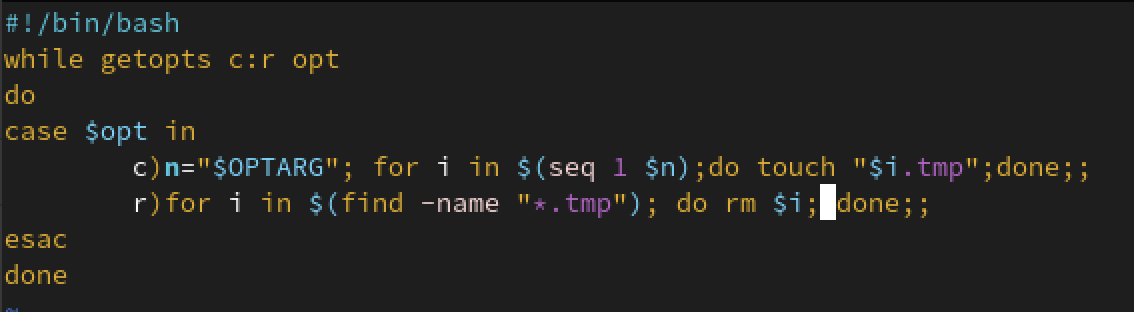 #!/bin/bash
while getopts c:r opt
do
case $opt in
        c)n="$OPTARG"; for i in $(seq 1 $n);do touch "$i.tmp";done;;
        r)for i in $(find -name "*.tmp"); do rm $i; done;;
esac
done
~